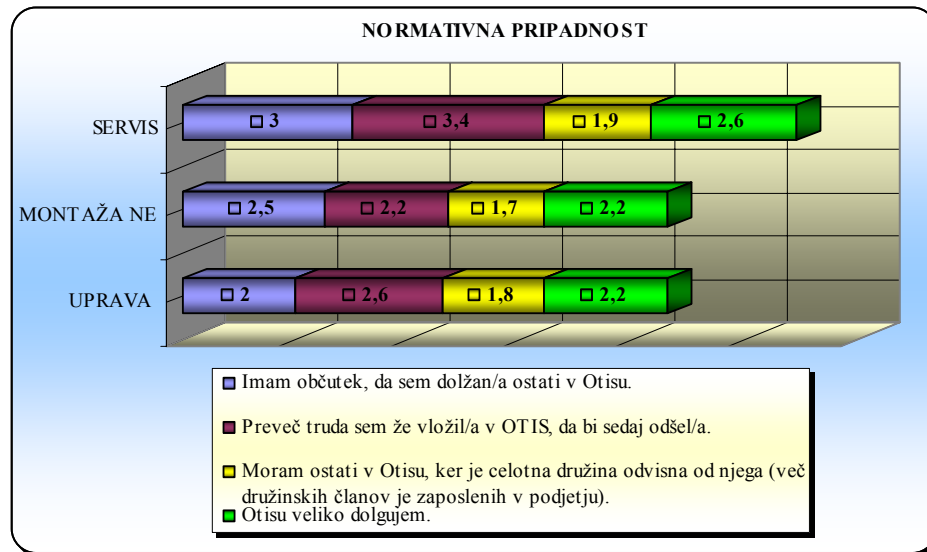 NORMATIVNA PRIPADNOST
SERVIS
3
3,4
1,9
2,6
MONTAŽA NE
2,5
2,2
1,7
2,2
UPRAVA
2
2,6
1,8
2,2
Imam občutek, da sem dolžan/a ostati v Otisu.
Preveč truda sem že vložil/a v OTIS, da bi sedaj odšel/a.
Moram ostati v Otisu, ker je celotna družina odvisna od njega (več
družinskih članov je zaposlenih v podjetju).
Otisu veliko dolgujem.